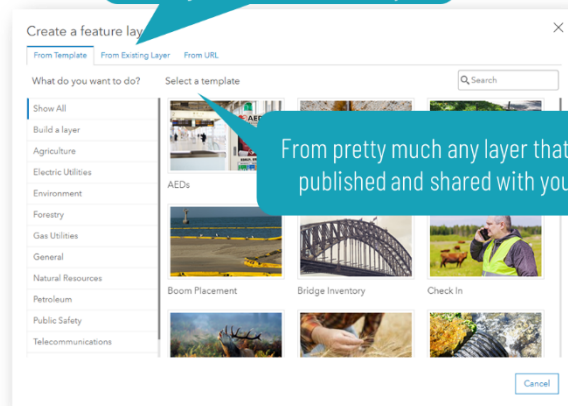 Create a feature lay
From Template From Existing Layer From URL
What do you want to do?
Select a template
Search
Show All
Build a layer
Agriculture
Electric Utilities
Environment
Forestry
Gas Utilities
General
Natural Resources
Petroleum
Public Safety
Telecommunications
AED
From pretty much any layer that
published and shared with you
AEDs
Boom Placement
Bridge Inventory
Check In
Cancel